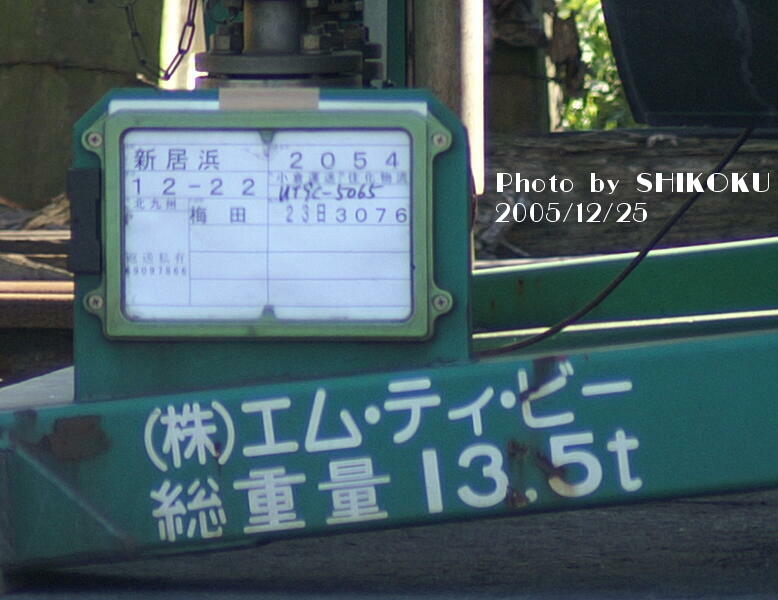 新居浜 2054
小倉運送 住化物流
12-22 UT9C-5065
北九州
梅田 23日3076
返送私有
Photo by SHIKOKU
2005/12/25
(株)エム・ティ・ビー
総重量 13.5t